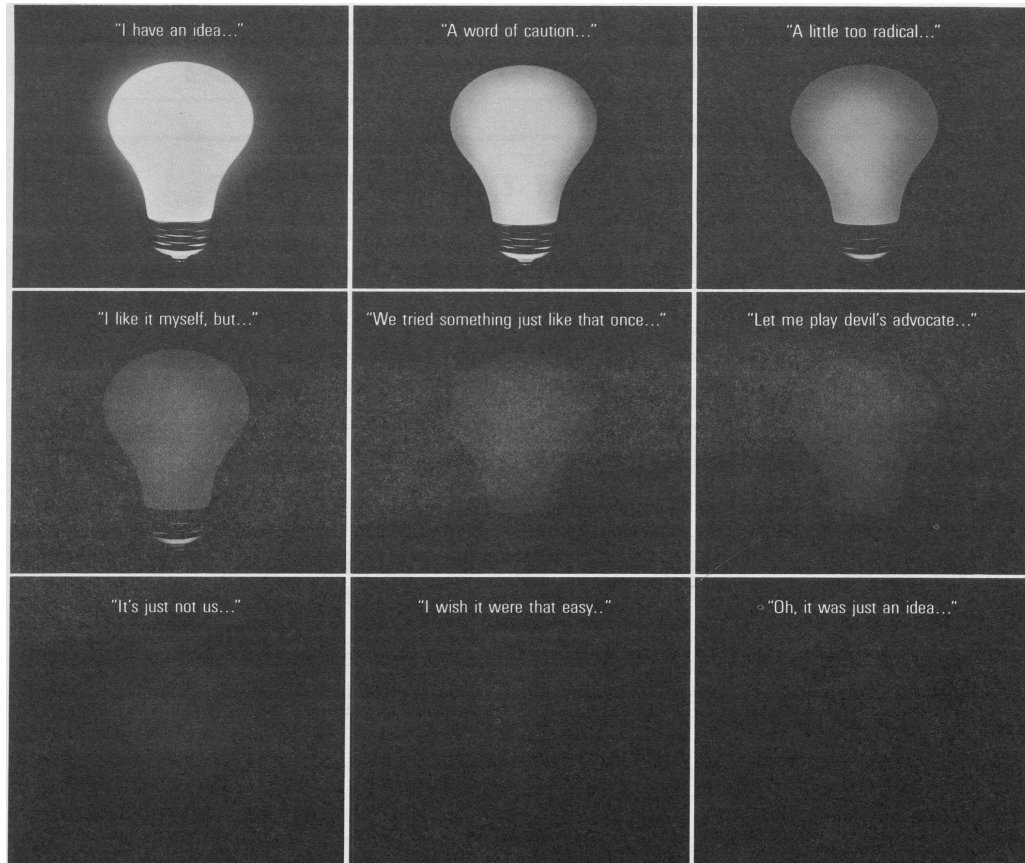 "I have an idea..."
"A word of caution..."
"A little too radical..."
"I like it myself, but..."
"We tried something just like that once..."
"Let me play devil's advocate..."
"It's just not us..."
"I wish it were that easy.."
"Oh, it was just an idea..."